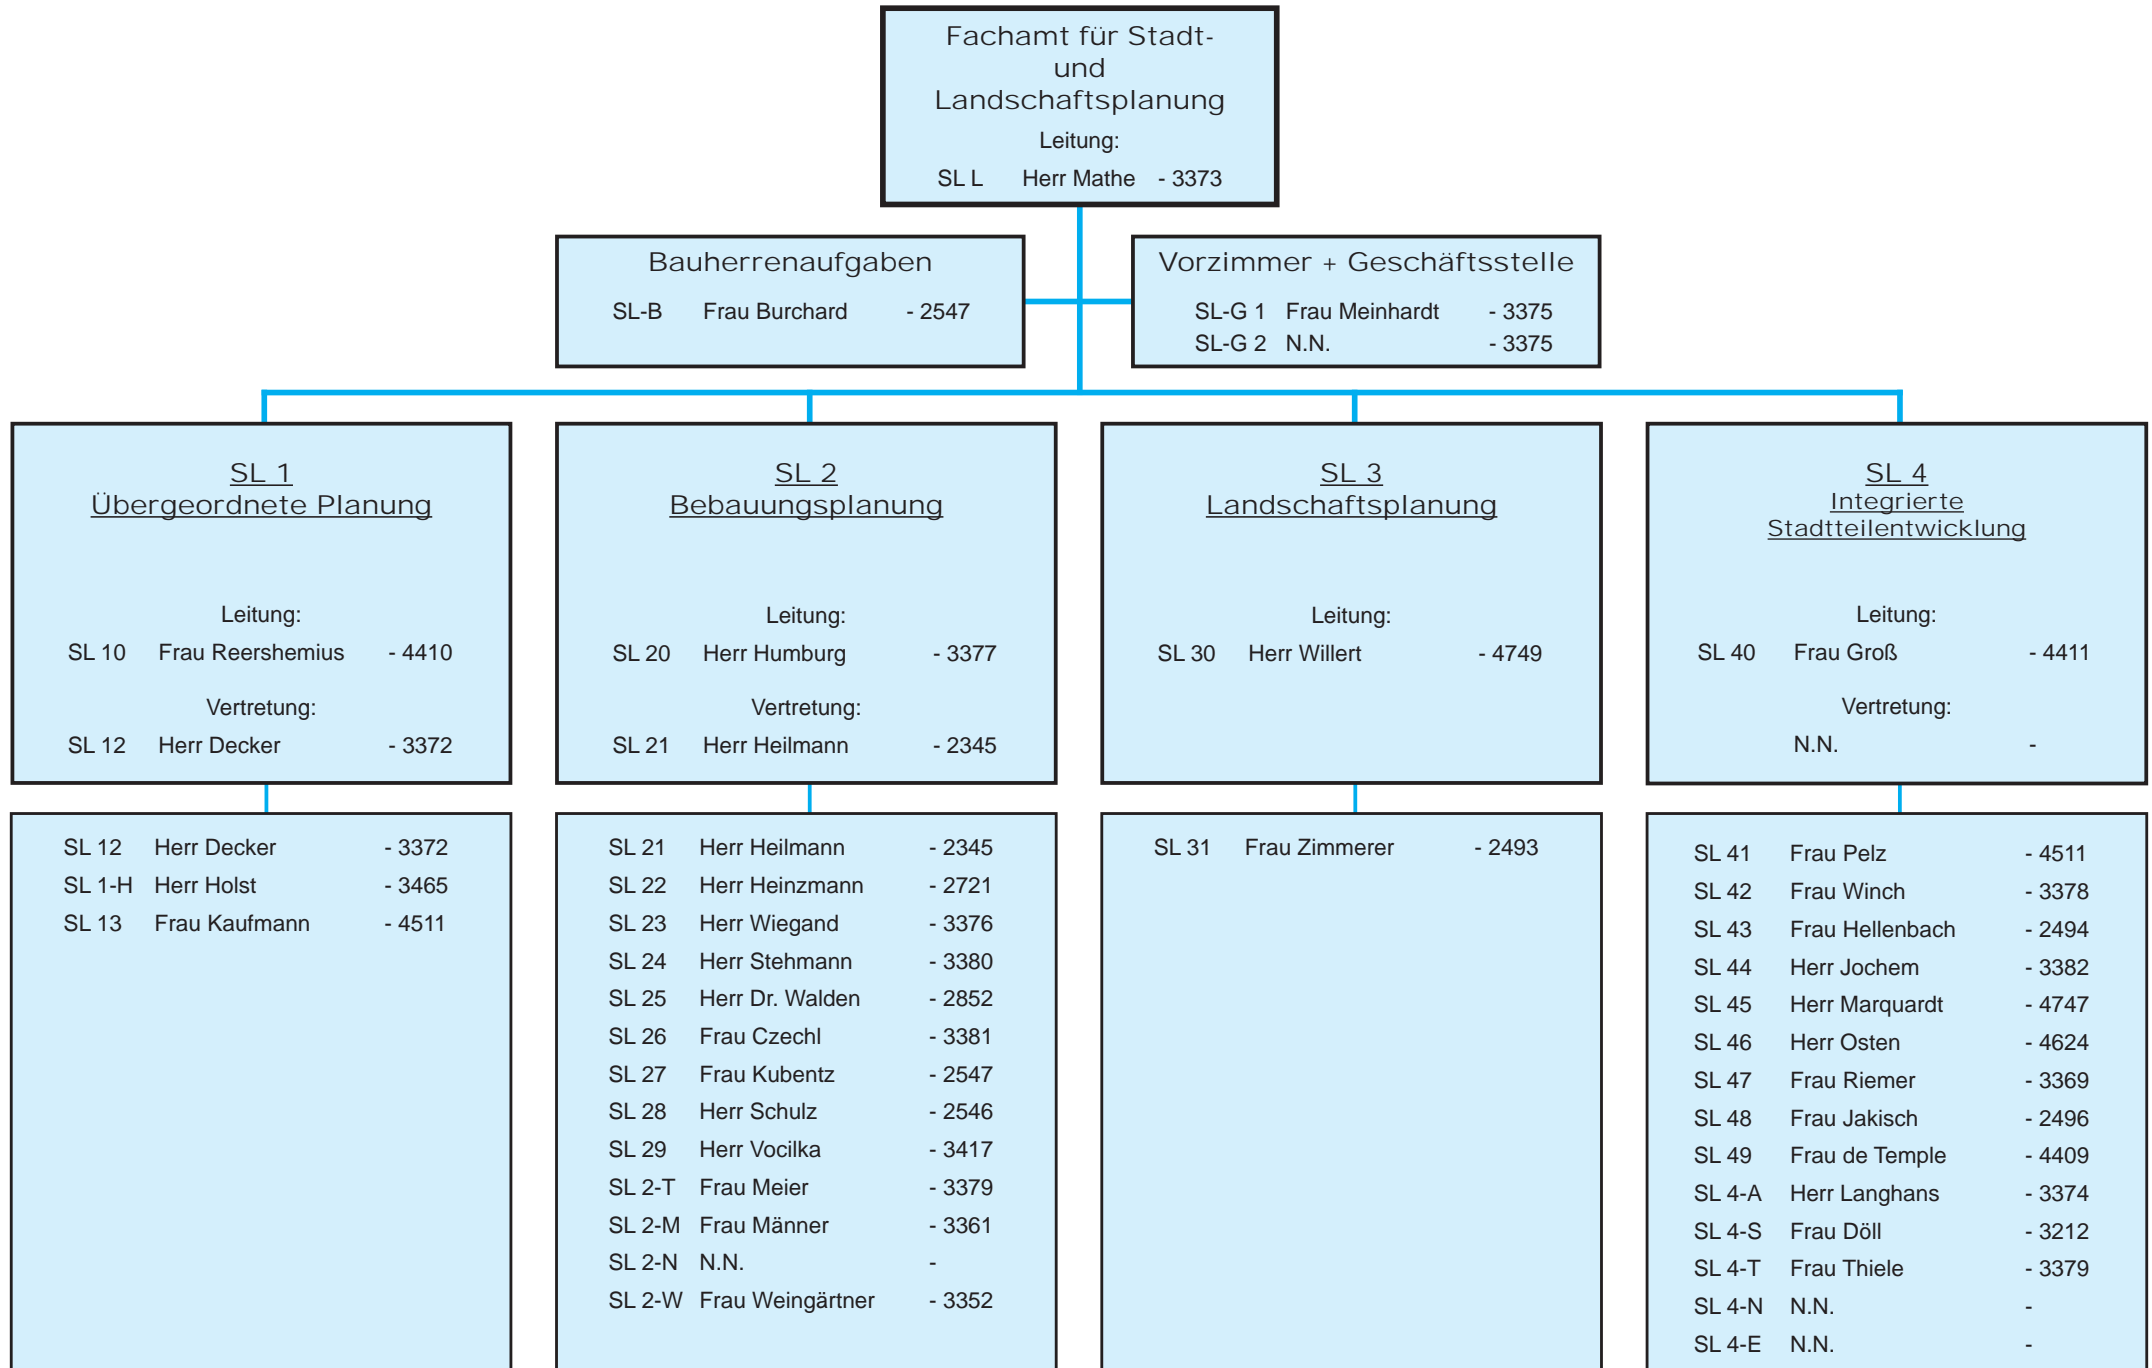 Fachamt für Stadt-
und
Landschaftsplanung
Leitung:
SL L Herr Mathe - 3373
Bauherrenaufgaben
SL-B Frau Burchard - 2547
Vorzimmer + Geschäftsstelle
SL-G 1 Frau Meinhardt - 3375
SL-G 2 N.N. - 3375
SL 1
Übergeordnete Planung
Leitung:
SL 10 Frau Reershemius - 4410
Vertretung:
SL 12 Herr Decker - 3372
SL 2
Bebauungsplanung
Leitung:
SL 20 Herr Humburg - 3377
Vertretung:
SL 21 Herr Heilmann - 2345
SL 3
Landschaftsplanung
Leitung:
SL 30 Herr Willert - 4749
SL 4
Integrierte
Stadtteilentwicklung
Leitung:
SL 40 Frau Groß - 4411
Vertretung:
N.N. -
SL 12 Herr Decker - 3372
SL 1-H Herr Holst - 3465
SL 13 Frau Kaufmann - 4511
SL 21 Herr Heilmann - 2345
SL 22 Herr Heinzmann - 2721
SL 23 Herr Wiegand - 3376
SL 24 Herr Stehmann - 3380
SL 25 Herr Dr. Walden - 2852
SL 26 Frau Czechl - 3381
SL 27 Frau Kubentz - 2547
SL 28 Herr Schulz - 2546
SL 29 Herr Vocilka - 3417
SL 2-T Frau Meier - 3379
SL 2-M Frau Männer - 3361
SL 2-N N.N. -
SL 2-W Frau Weingärtner - 3352
SL 31 Frau Zimmerer - 2493
SL 41 Frau Pelz - 4511
SL 42 Frau Winch - 3378
SL 43 Frau Hellenbach - 2494
SL 44 Herr Jochem - 3382
SL 45 Herr Marquardt - 4747
SL 46 Herr Osten - 4624
SL 47 Frau Riemer - 3369
SL 48 Frau Jakisch - 2496
SL 49 Frau de Temple - 4409
SL 4-A Herr Langhans - 3374
SL 4-S Frau Döll - 3212
SL 4-T Frau Thiele - 3379
SL 4-N N.N. -
SL 4-E N.N. -